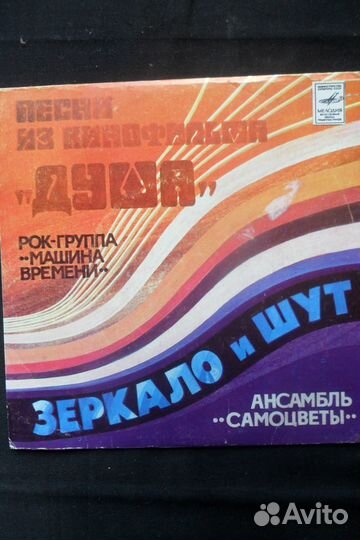 ПЕСНИ
ИЗ КИНОФИЛЬМА
"ДУША"
РОК-ГРУППА
"МАШИНА
ВРЕМЕНИ"
ЗЕРКАЛО И ШУТ
АНСАМБЛЬ
"САМОЦВЕТЫ"
МЕЛОДИЯ
Avito